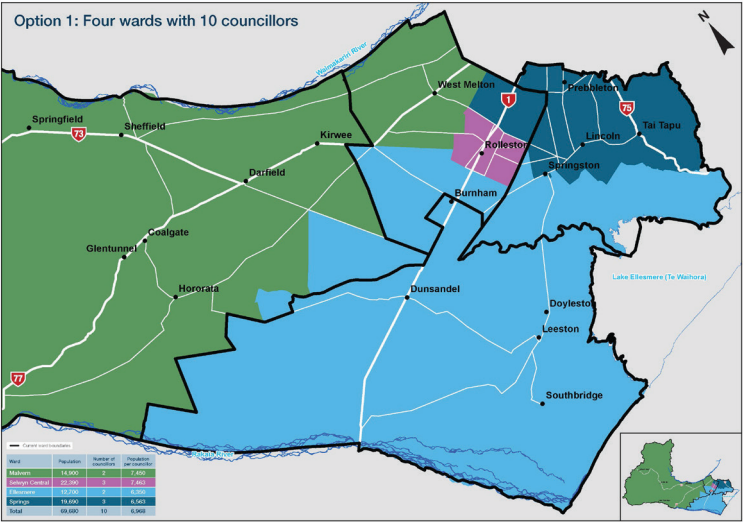 Option 1: Four wards with 10 councillors
N
Waimakariri River
West Melton
1
Prebbleton
75
Springfield
73
Sheffield
Tai Tapu
Lincoln
Kirwee
Rolleston
Springston
Darfield
Burnham
Coalgate
Glentunnel
Lake Ellesmere (Te Waihora)
Hororata
Dunsandel
Doyleston
Leeston
77
Southbridge
Current ward boundaries
Rakaia River
Ward Population Number of councillors Population per councillor
Malvern 14,900 2 7,450
Selwyn Central 22,390 3 7,463
Ellesmere 12,700 2 6,350
Springs 19,690 3 6,563
Total 69,680 10 6,968